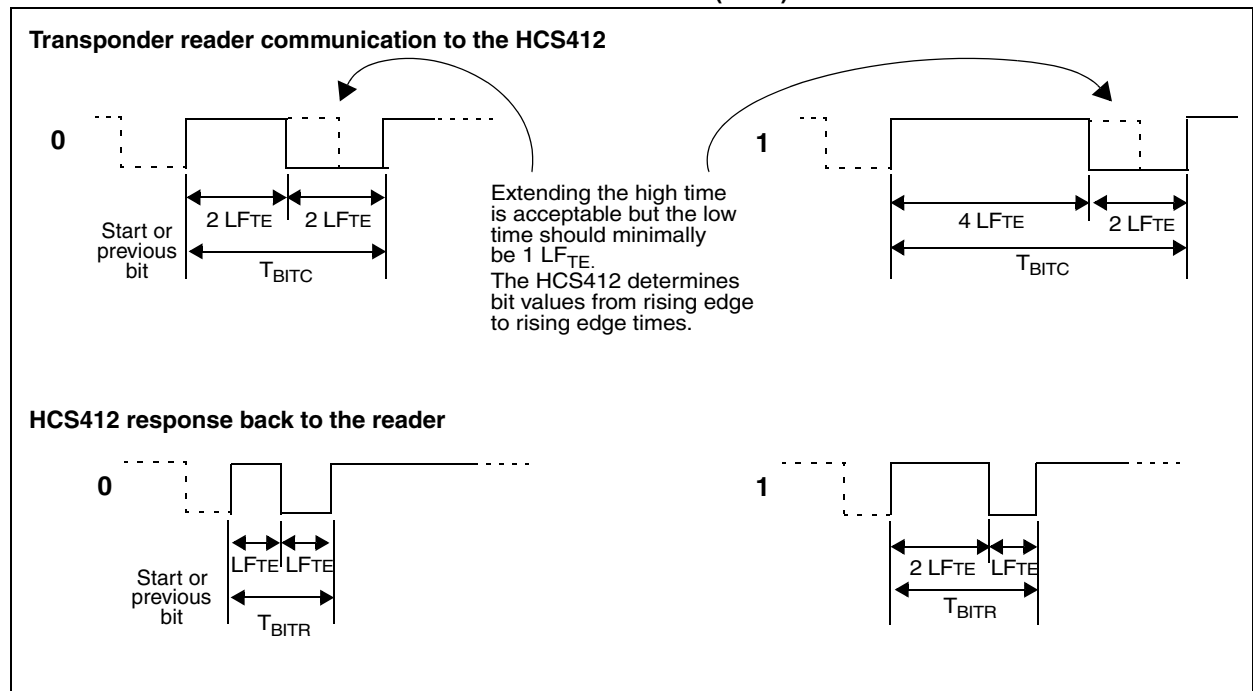 Transponder reader communication to the HCS412
0
2 LFTE
2 LFTE
Start or
previous
bit
TBITC
Extending the high time
is acceptable but the low
time should minimally
be 1 LFTE.
The HCS412 determines
bit values from rising edge
to rising edge times.
1
4 LFTE
2 LFTE
TBITC
HCS412 response back to the reader
0
LFTE
LFTE
Start or
previous
bit
TBITR
1
2 LFTE
LFTE
TBITR